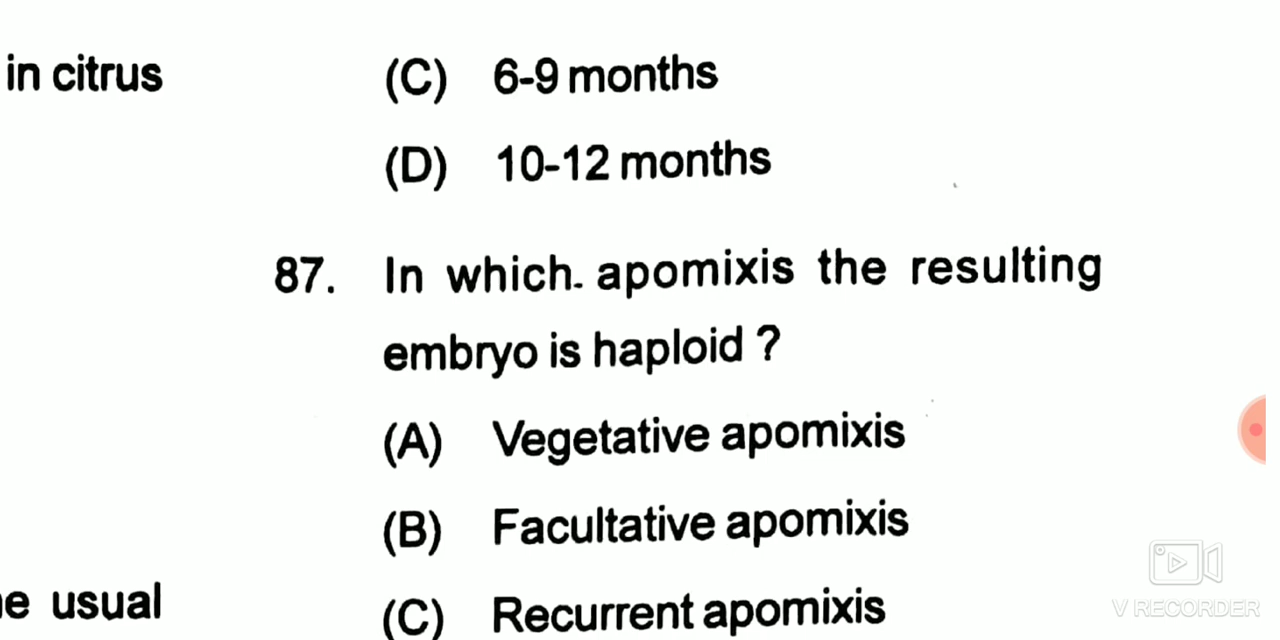 in citrus
(C) 6-9 months
(D) 10-12 months
87. In which. apomixis the resulting
embryo is haploid ?
(A) Vegetative apomixis
(B) Facultative apomixis
e usual
(C) Recurrent apomixis
V RECORDER